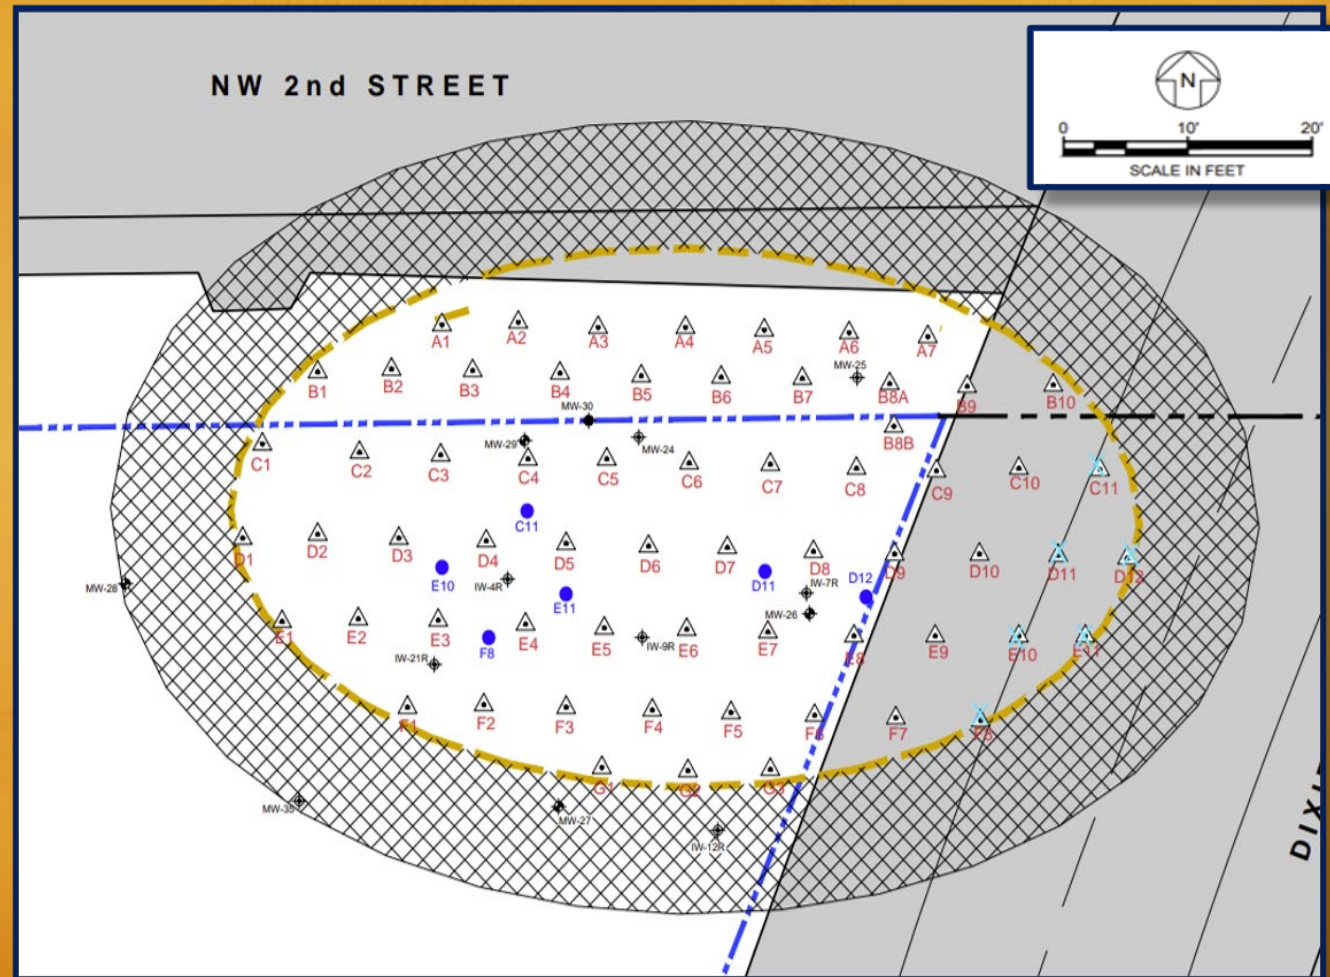 NW 2nd STREET
N
0 10' 20'
SCALE IN FEET
A1 A2 A3 A4 A5 A6 A7
MW-25
B1 B2 B3 B4 B5 B6 B7 B8A B9 B10
MW-30
B8B
MW-29 MW-24
C1 C2 C3 C4 C5 C6 C7 C8 C9 C10 C11
C11
D1 D2 D3 D4 D5 D6 D7 D8 D9 D10 D11 D12
E10 IW-4R E11 D11 IW-7R D12
MW-28
MW-26
E1 E2 E3 E4 E5 E6 E7 E8 E9 E10 E11
F8 IW-9R
IW-21R
F1 F2 F3 F4 F5 F6 F7 F8
G1 G2 G3
MW-35 MW-27
IW-12R